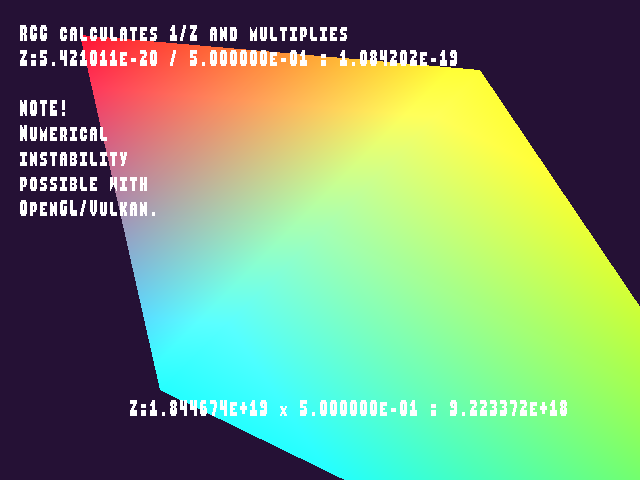 RGG calculates 1/Z and multiplies
Z:5.421011e-20 / 5.000000e-01 : 1.084202e-19
NOTE!
Numerical
instability
possible with
OpenGL/Vulkan.
Z:1.844674e+19 x 5.000000e-01 : 9.223372e+18